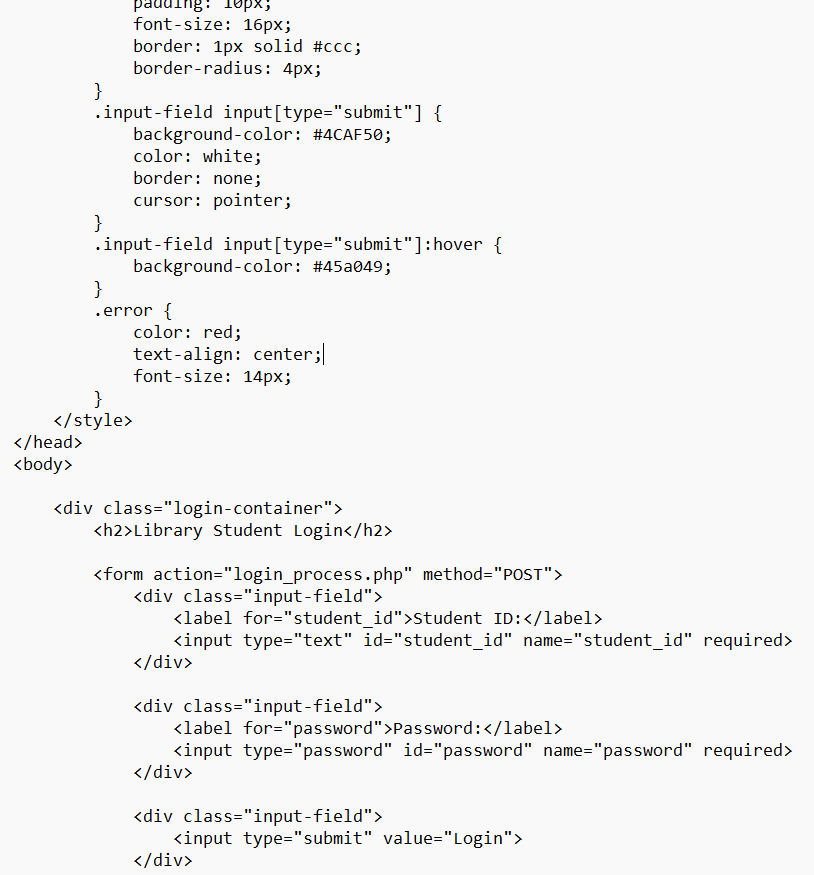 padding: 10px;
            font-size: 16px;
            border: 1px solid #ccc;
            border-radius: 4px;
        }
        .input-field input[type="submit"] {
            background-color: #4CAF50;
            color: white;
            border: none;
            cursor: pointer;
        }
        .input-field input[type="submit"]:hover {
            background-color: #45a049;
        }
        .error {
            color: red;
            text-align: center;
            font-size: 14px;
        }
    </style>
</head>
<body>

    <div class="login-container">
        <h2>Library Student Login</h2>

        <form action="login_process.php" method="POST">
            <div class="input-field">
                <label for="student_id">Student ID:</label>
                <input type="text" id="student_id" name="student_id" required>
            </div>

            <div class="input-field">
                <label for="password">Password:</label>
                <input type="password" id="password" name="password" required>
            </div>

            <div class="input-field">
                <input type="submit" value="Login">
            </div>